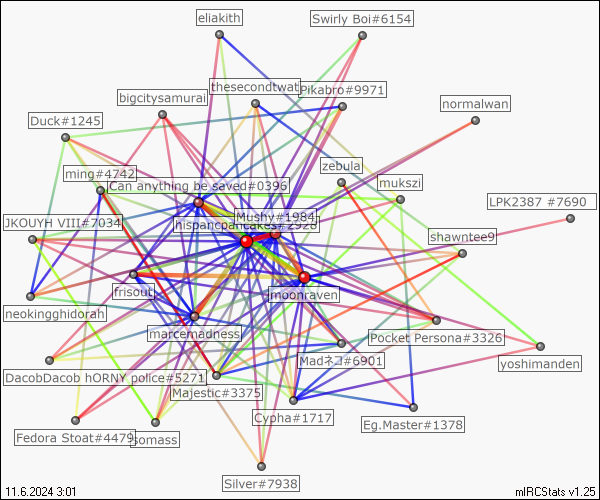 eliakith
Swirly Boi#6154
thesecondtwat
Pikabro#9971
bigcitysamurai
normalwan
Duck#1245
zebula
ming#4742
mukszi
Can anything be saved#0396
LPK2387 #7690
Mushy#1984
JKOUYH VIII#7034
hispancpancakes#2928
shawntee9
frisout
jmoonraven
neokingghidorah
marcemadness
Pocket Persona#3326
Madネコ#6901
yoshimanden
DacobDacob hORNY police#5271
Majestic#3375
Cypha#1717
Eg.Master#1378
Fedora Stoat#4479
somass
Silver#7938
11.6.2024 3:01
mIRCStats v1.25